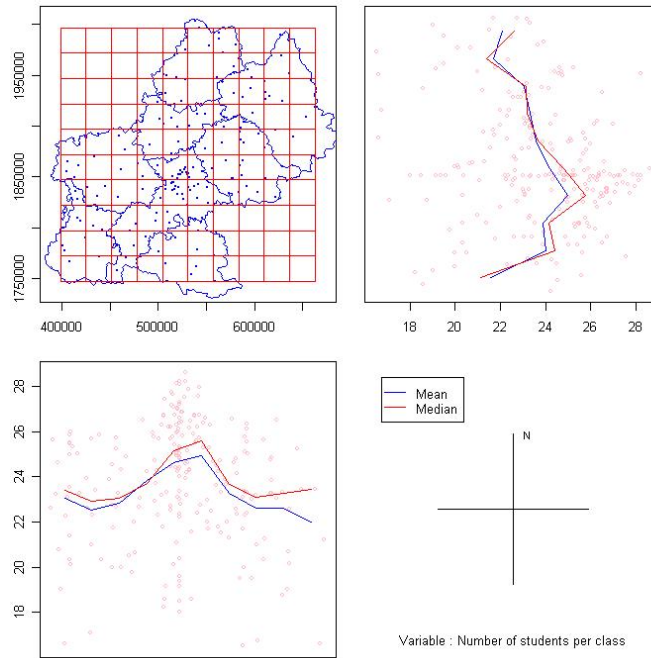 1950000
1850000
1750000
400000 500000 600000
18 20 22 24 26 28
28
26
24
22
20
18
Mean
Median
N
Variable : Number of students per class